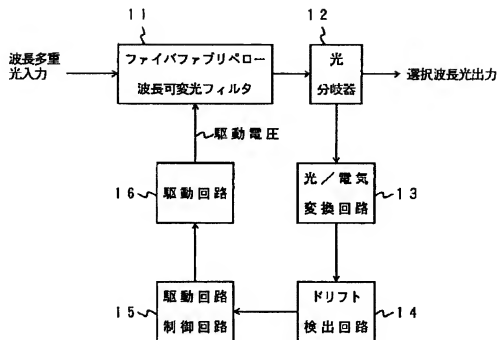 11
12
波長多重
光入力
ファイバファブリペロー
波長可変光フィルタ
光
分岐器
選択波長光出力
駆動電圧
16
駆動回路
光／電気
変換回路
13
15
駆動回路
制御回路
ドリフト
検出回路
14